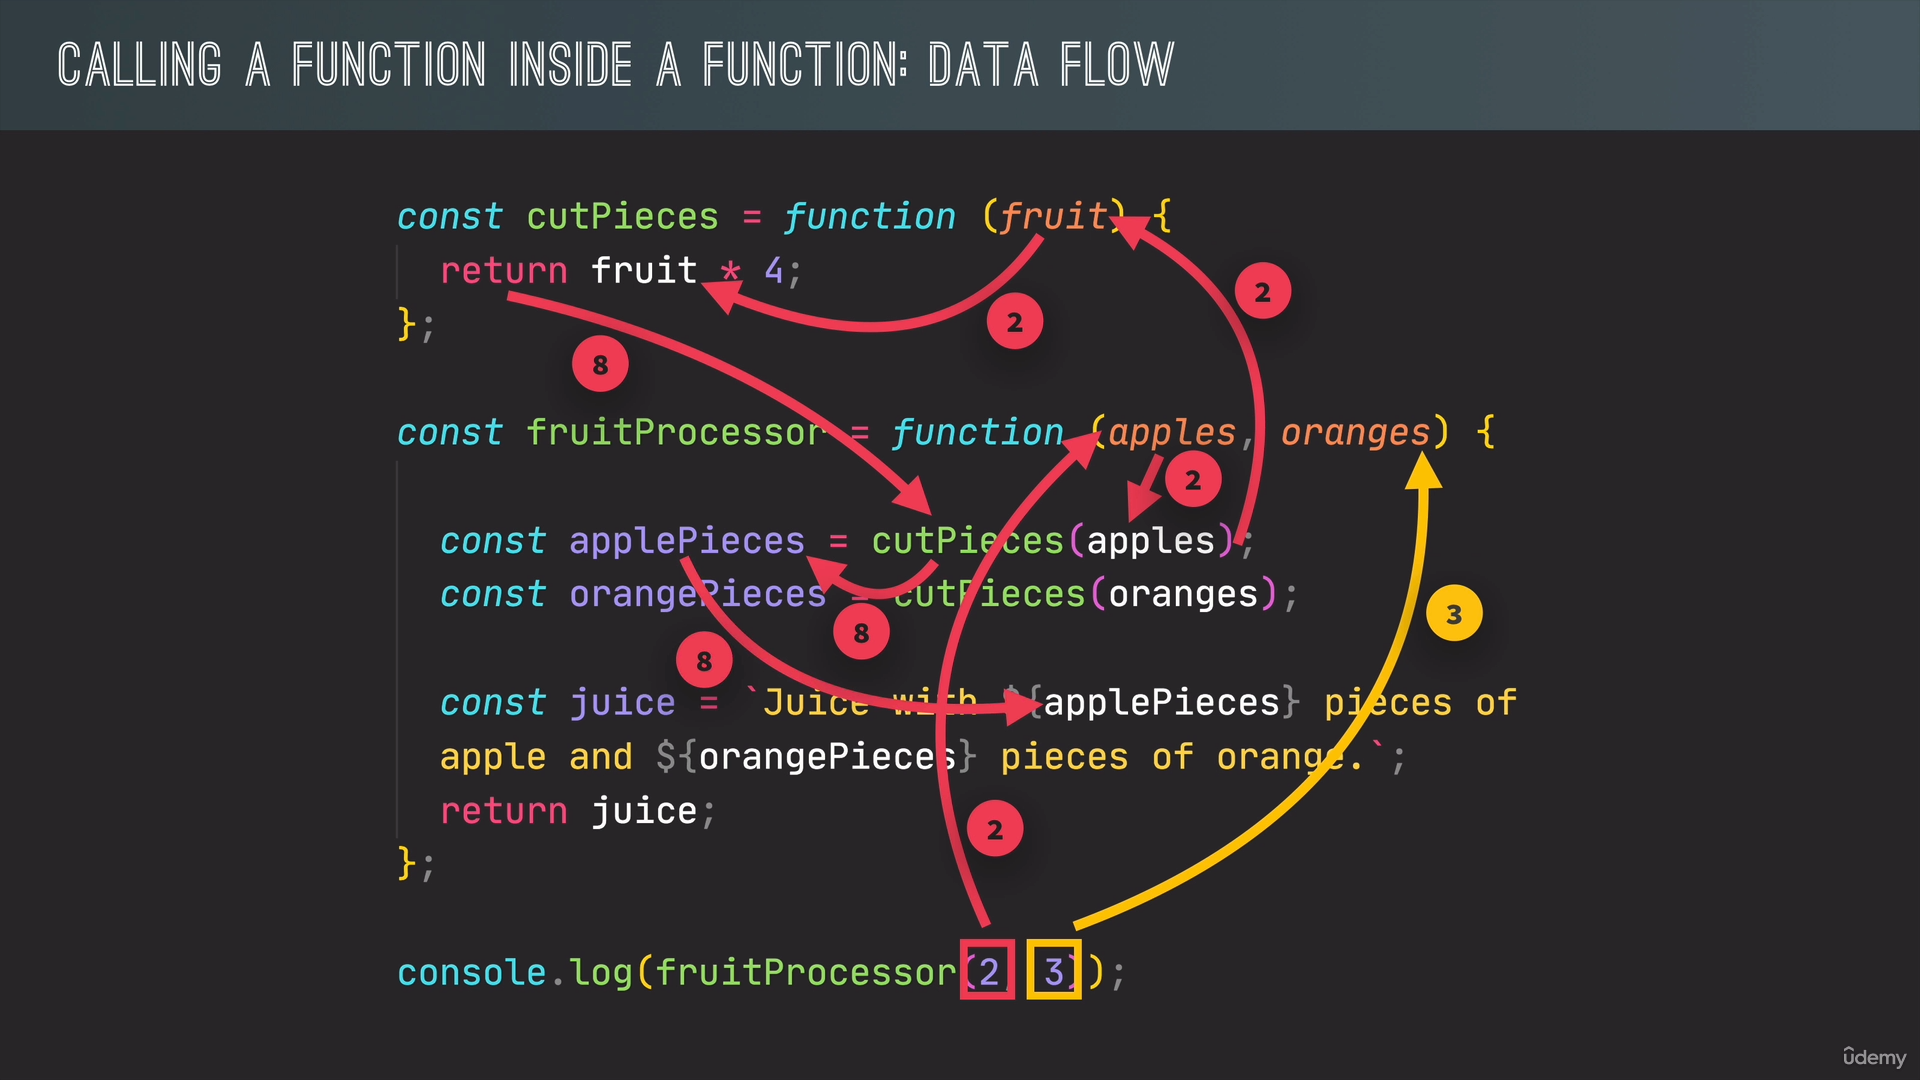 CALLING A FUNCTION INSIDE A FUNCTION: DATA FLOW
const cutPieces = function (fruit) {
return fruit * 4;
2
2
};
8
const fruitProcessor = function (apples, oranges) {
2
const applePieces = cutPieces(apples);
const orangePieces = cutPieces(oranges);
3
8
8
const juice = `Juice with ${applePieces} pieces of
apple and ${orangePieces} pieces of orange.`;
return juice;
2
};
console.log(fruitProcessor(2, 3));
ûdemy